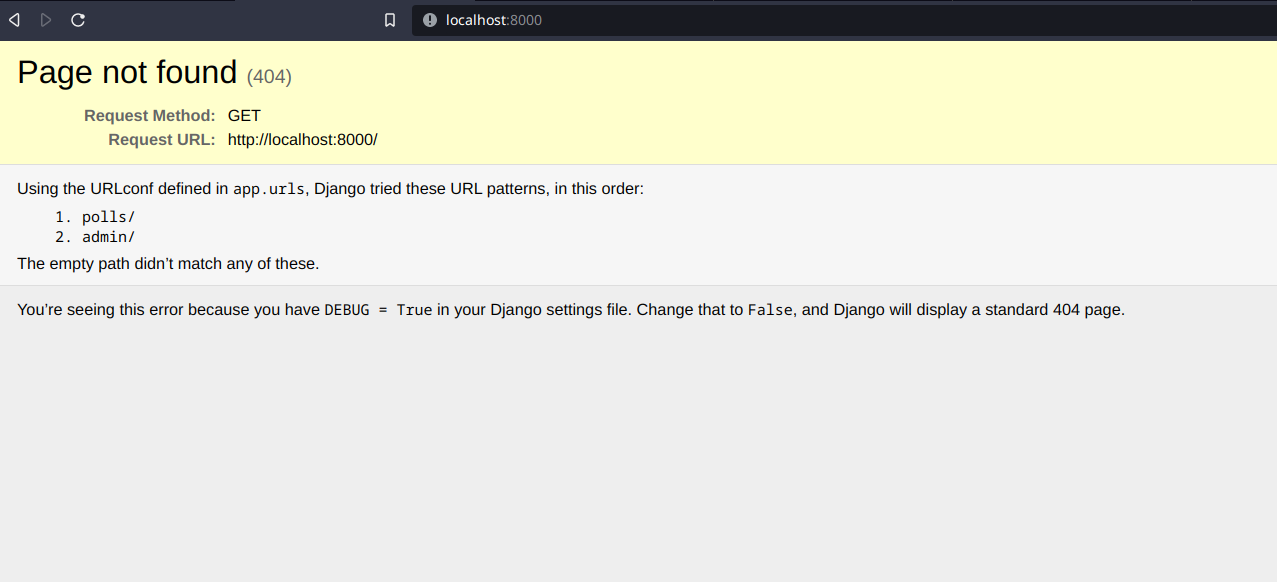 localhost:8000
Page not found (404)
Request Method: GET
Request URL: http://localhost:8000/
Using the URLconf defined in app.urls, Django tried these URL patterns, in this order:
1. polls/
2. admin/
The empty path didn’t match any of these.
You’re seeing this error because you have DEBUG = True in your Django settings file. Change that to False, and Django will display a standard 404 page.